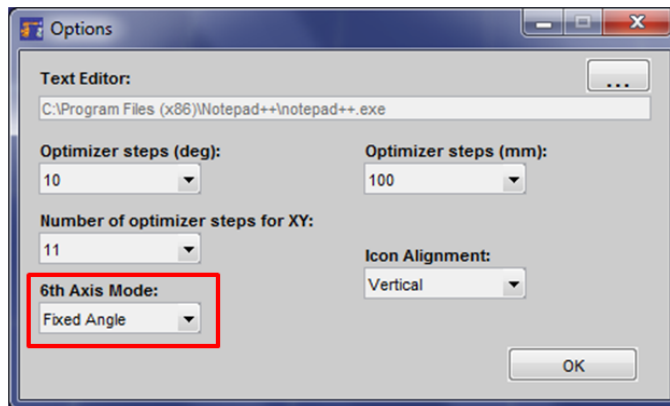 Options
Text Editor:
...
C:\Program Files (x86)\Notepad++\notepad++.exe
Optimizer steps (deg):
Optimizer steps (mm):
10
100
Number of optimizer steps for XY:
11
Icon Alignment:
Vertical
6th Axis Mode:
Fixed Angle
OK